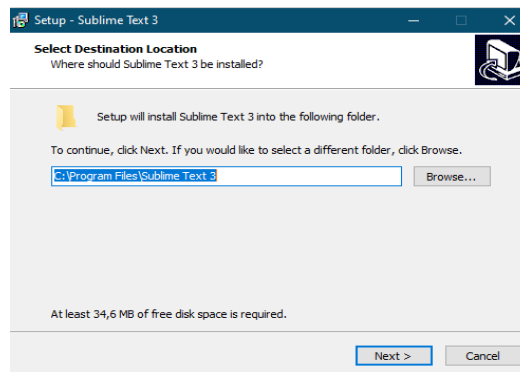 Setup - Sublime Text 3
Select Destination Location
Where should Sublime Text 3 be installed?
Setup will install Sublime Text 3 into the following folder.
To continue, click Next. If you would like to select a different folder, click Browse.
C:\Program Files\Sublime Text 3
Browse...
At least 34,6 MB of free disk space is required.
Next >
Cancel